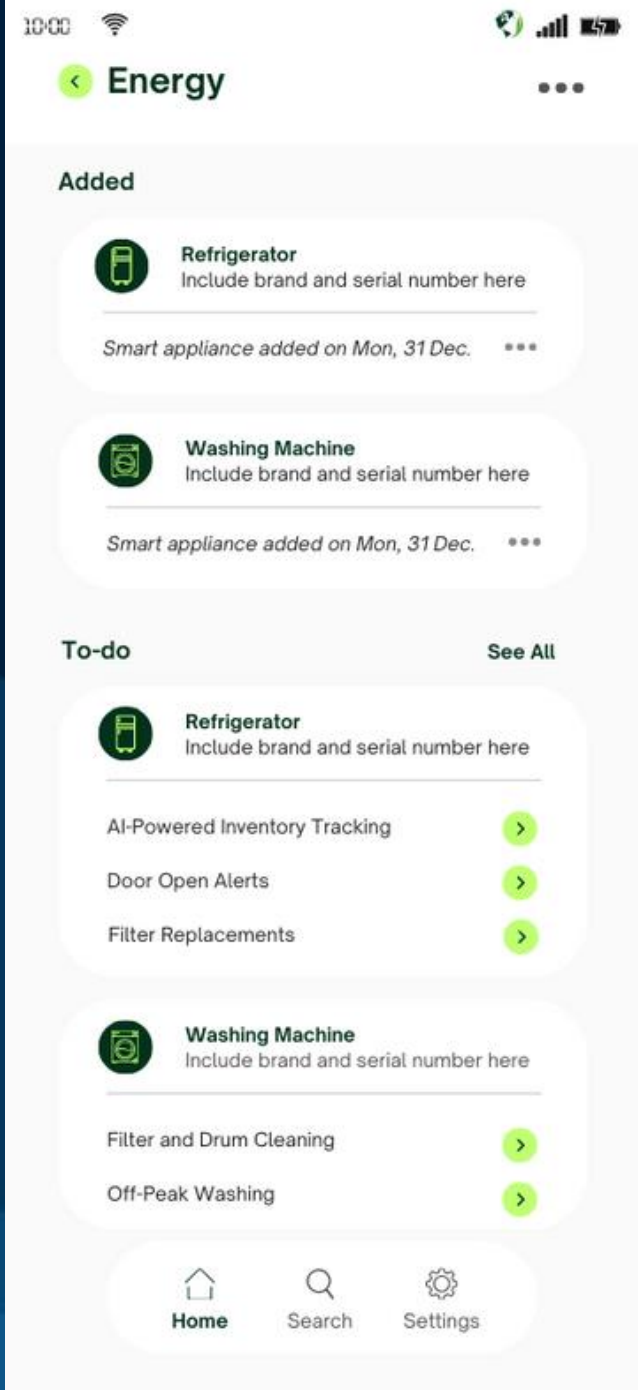 10:00
Energy
Added
Refrigerator
Include brand and serial number here
Smart appliance added on Mon, 31 Dec.
Washing Machine
Include brand and serial number here
Smart appliance added on Mon, 31 Dec.
To-do
See All
Refrigerator
Include brand and serial number here
AI-Powered Inventory Tracking
Door Open Alerts
Filter Replacements
Washing Machine
Include brand and serial number here
Filter and Drum Cleaning
Off-Peak Washing
Home
Search
Settings